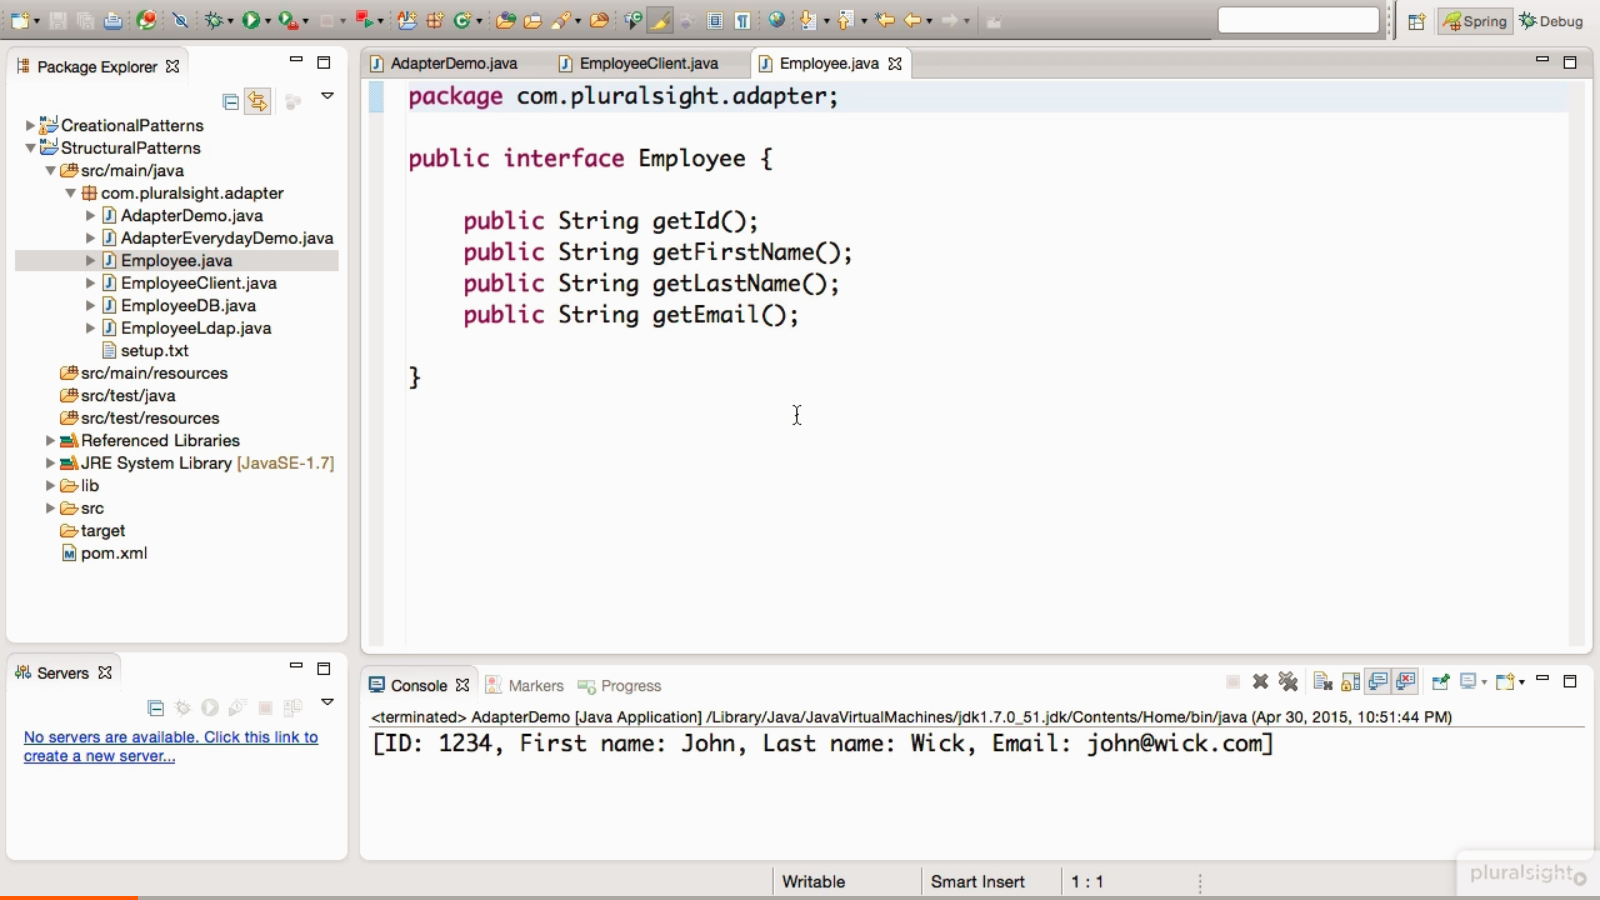 Spring
Debug
Package Explorer
CreationalPatterns
StructuralPatterns
src/main/java
com.pluralsight.adapter
AdapterDemo.java
AdapterEverydayDemo.java
Employee.java
EmployeeClient.java
EmployeeDB.java
EmployeeLdap.java
setup.txt
src/main/resources
src/test/java
src/test/resources
Referenced Libraries
JRE System Library [JavaSE-1.7]
lib
src
target
pom.xml
AdapterDemo.java
EmployeeClient.java
Employee.java
package com.pluralsight.adapter;
public interface Employee {
public String getId();
public String getFirstName();
public String getLastName();
public String getEmail();
}
Servers
No servers are available. Click this link to
create a new server...
Console
Markers
Progress
<terminated> AdapterDemo [Java Application] /Library/Java/JavaVirtualMachines/jdk1.7.0_51.jdk/Contents/Home/bin/java (Apr 30, 2015, 10:51:44 PM)
[ID: 1234, First name: John, Last name: Wick, Email: john@wick.com]
Writable
Smart Insert
1 : 1
pluralsight